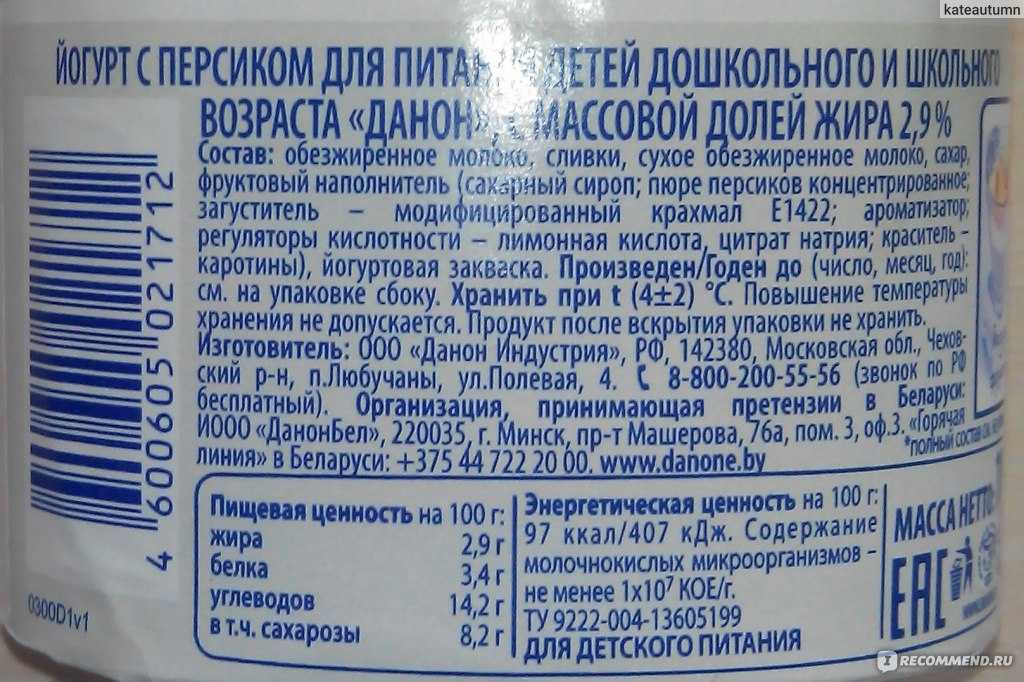 kateautumn
ЙОГУРТ С ПЕРСИКОМ ДЛЯ ПИТАНИЯ ДЕТЕЙ ДОШКОЛЬНОГО И ШКОЛЬНОГО
ВОЗРАСТА «ДАНОН», С МАССОВОЙ ДОЛЕЙ ЖИРА 2,9%
Состав: обезжиренное молоко, сливки, сухое обезжиренное молоко, сахар,
фруктовый наполнитель (сахарный сироп; пюре персиков концентрированное;
загуститель – модифицированный крахмал Е1422; ароматизатор;
регуляторы кислотности – лимонная кислота, цитрат натрия; краситель –
каротины), йогуртовая закваска. Произведен/Годен до (число, месяц, год):
см. на упаковке сбоку. Хранить при t (4±2) °С. Повышение температуры
хранения не допускается. Продукт после вскрытия упаковки не хранить.
Изготовитель: ООО «Данон Индустрия», РФ, 142380, Московская обл., Чехов-
ский р-н, п.Любучаны, ул.Полевая, 4. 8-800-200-55-56 (звонок по РФ
бесплатный). Организация, принимающая претензии в Беларуси:
ИООО «ДанонБел», 220035, г. Минск, пр-т Машерова, 76а, пом. 3, оф.3. «Горячая
линия» в Беларуси: +375 44 722 20 00. www.danone.by
*полный состав см.
4 600605 021712
0300D1v1
Пищевая ценность на 100 г:
жира 2,9 г
белка 3,4 г
углеводов 14,2 г
в т.ч. сахарозы 8,2 г
Энергетическая ценность на 100 г:
97 ккал/407 кДж. Содержание
молочнокислых микроорганизмов –
не менее 1х10⁷ КОЕ/г.
ТУ 9222-004-13605199
ДЛЯ ДЕТСКОГО ПИТАНИЯ
МАССА НЕТТО:
EAC
IRECOMMEND.RU